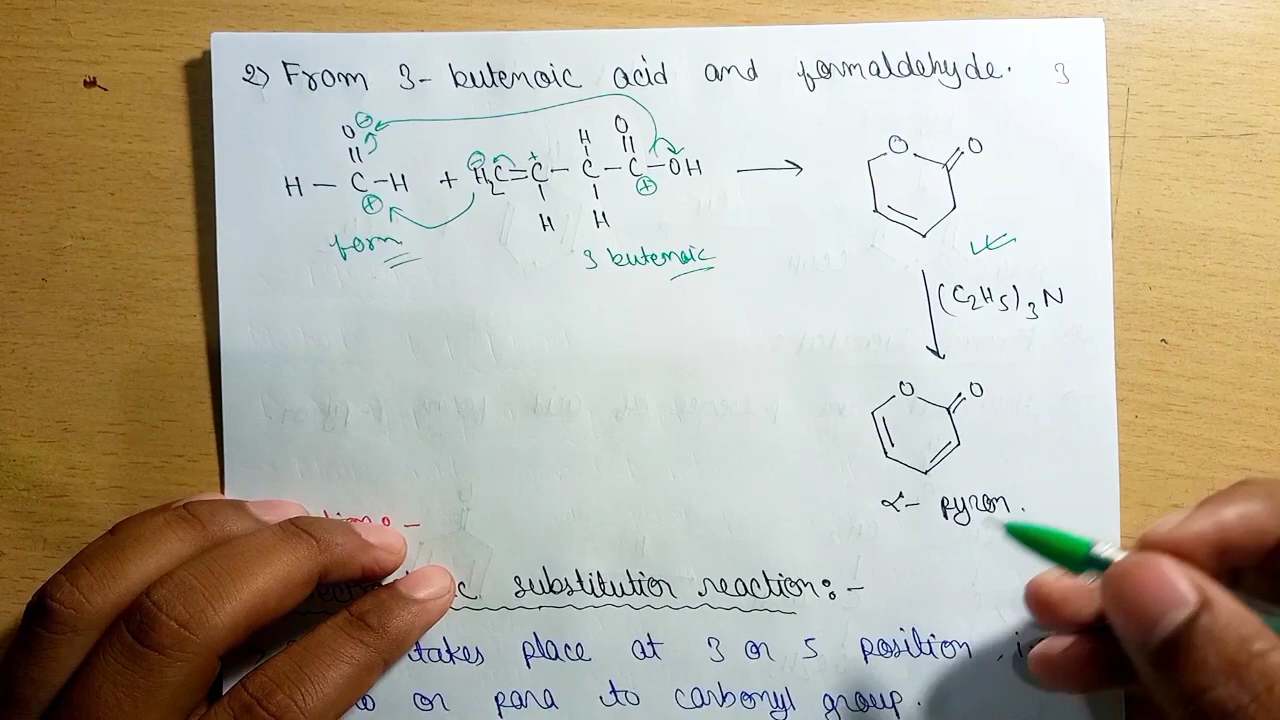 2) From 3- butenoic acid and formaldehyde. 3
O ⊖
H - C - H + H2C = C - C - C - OH
⊕
H H
H O
form
3 butenoic
O O
(C2H5)3N
O O
α- pyron.
substitution reaction:-
takes place at 3 or 5 position
or para to carbonyl group.